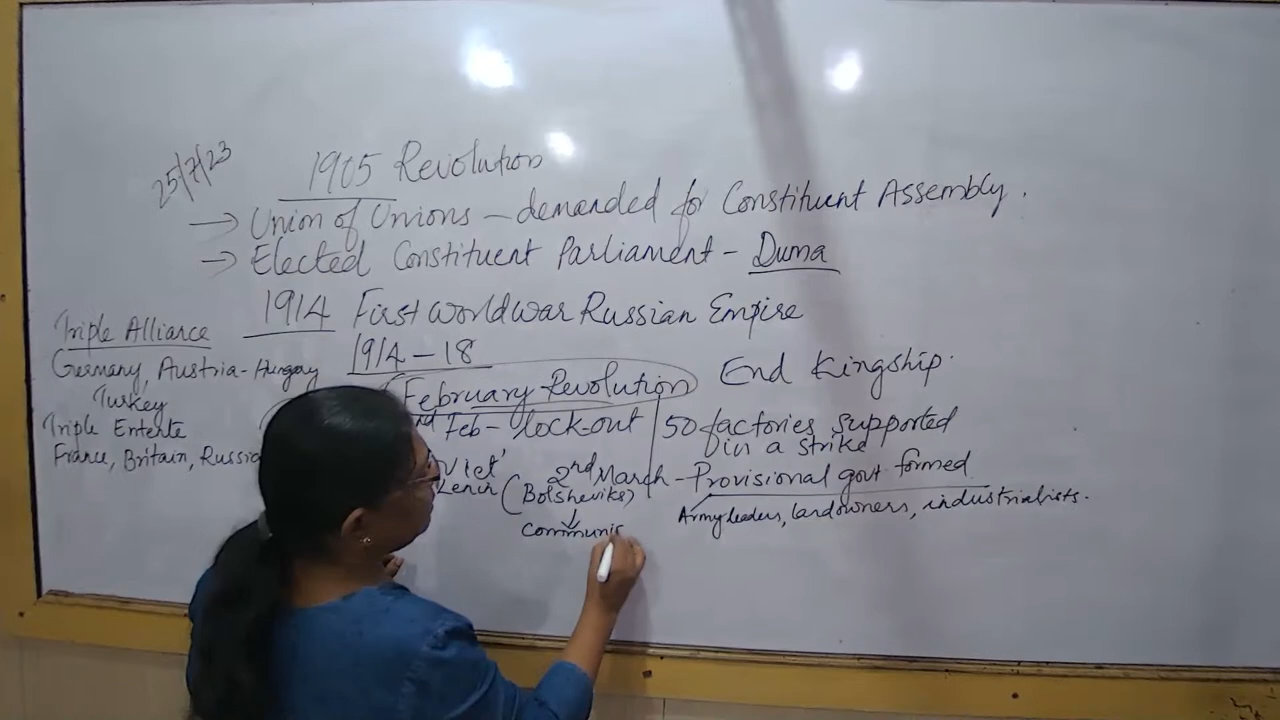 25/7/23
1905 Revolution
→ Union of Unions – demanded for Constituent Assembly.
→ Elected Constituent Parliament – Duma
1914 First world war Russian Empire
Triple Alliance
Germany, Austria-Hungary
Turkey
Triple Entente
France, Britain, Russia
1914 – 18
February Revolution End Kingship.
nd Feb – lock-out 50 factories supported
in a strike
viet' 2nd March – Provisional govt formed
Lenin (Bolsheviks)
Army leaders, landowners, industrialists.
Communis